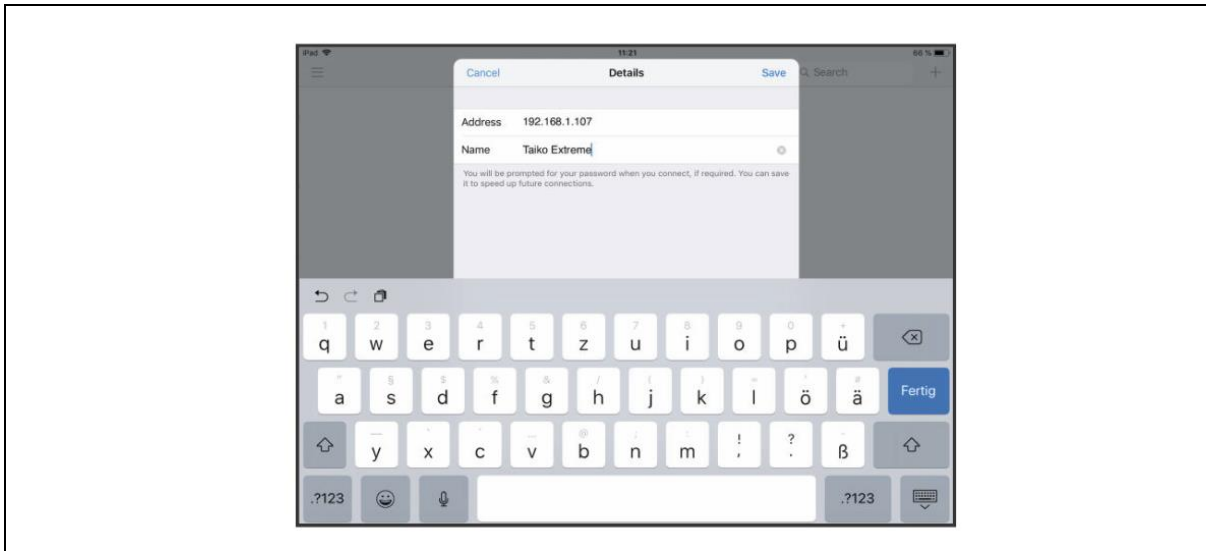 iPad 11:21 66 %
Cancel Details Save Search
Address 192.168.1.107
Name Taiko Extreme
You will be prompted for your password when you connect, if required. You can save
it to speed up future connections.
1 2 3 4 5 6 7 8 9 0 +
q w e r t z u i o p ü
" § $ % & / ( ) = ' #
a s d f g h j k l ö ä Fertig
y x c v b n m ! , ? . ß
.?123 .?123